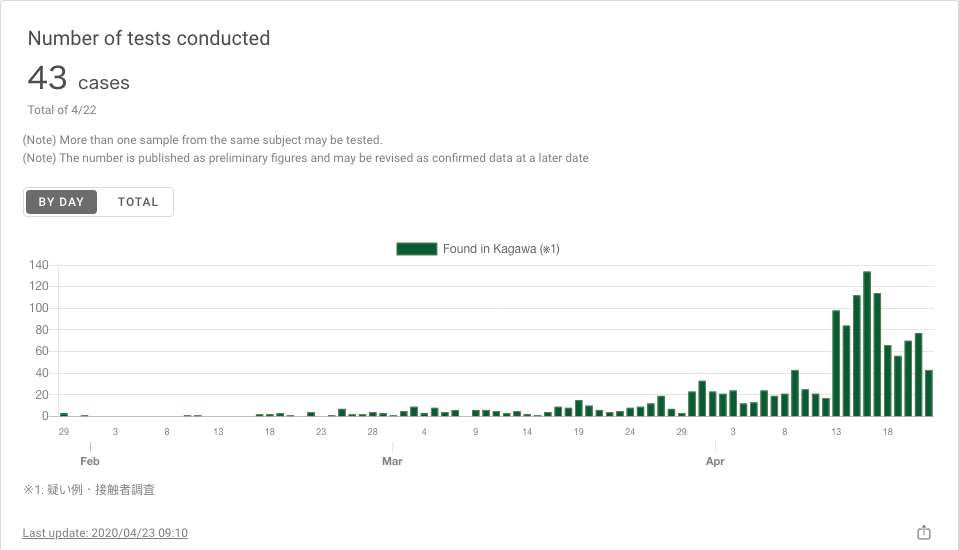 Number of tests conducted
43 cases
Total of 4/22
(Note) More than one sample from the same subject may be tested.
(Note) The number is published as preliminary figures and may be revised as confirmed data at a later date
BY DAY TOTAL
Found in Kagawa (※1)
140
120
100
80
60
40
20
0
29 3 8 13 18 23 28 4 9 14 19 24 29 3 8 13 18
Feb Mar Apr
※1: 疑い例・接触者調査
Last update: 2020/04/23 09:10